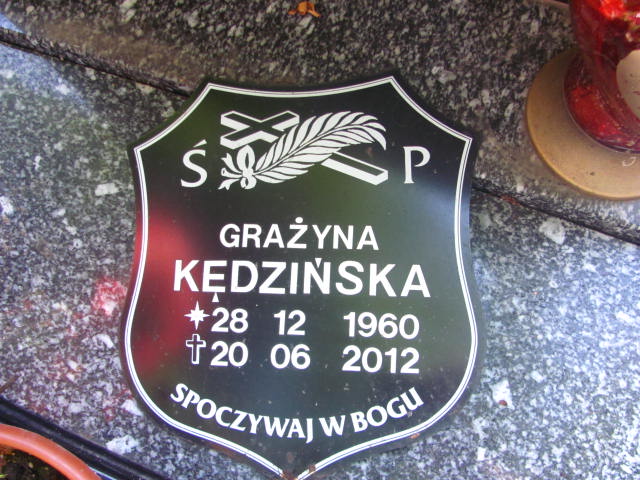 Ś P
GRAŻYNA
KĘDZIŃSKA
28 12 1960
20 06 2012
SPOCZYWAJ W BOGU